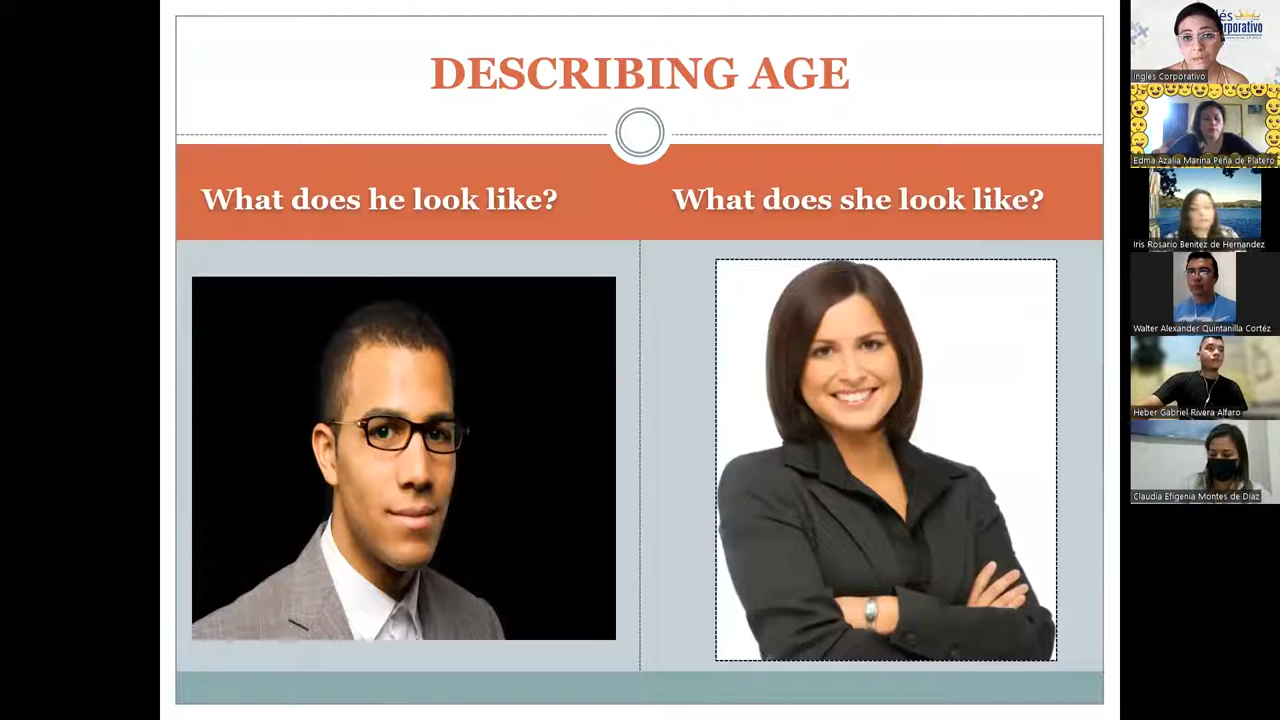 DESCRIBING AGE
What does he look like?
What does she look like?
Ingles Corporativo
Edma Azalia Marina Peña de Platero
Iris Rosario Benitez de Hernandez
Walter Alexander Quintanilla Cortéz
Heber Gabriel Rivera Alfaro
Claudia Efigenia Montes de Diaz